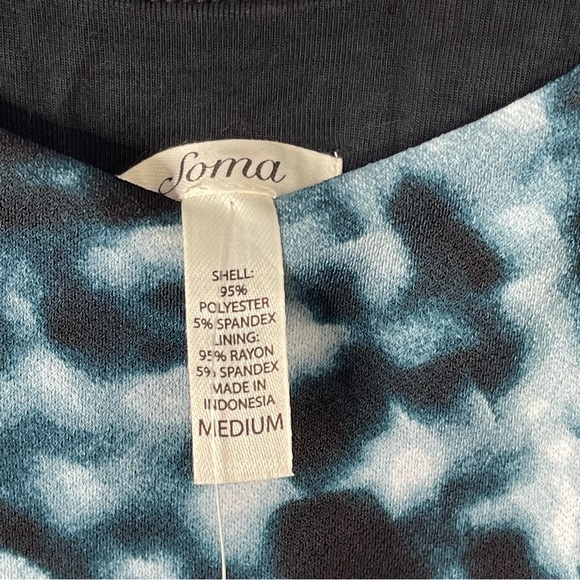 Soma
SHELL:
95%
POLYESTER
5% SPANDEX
LINING:
95% RAYON
5% SPANDEX
MADE IN
INDONESIA
MEDIUM